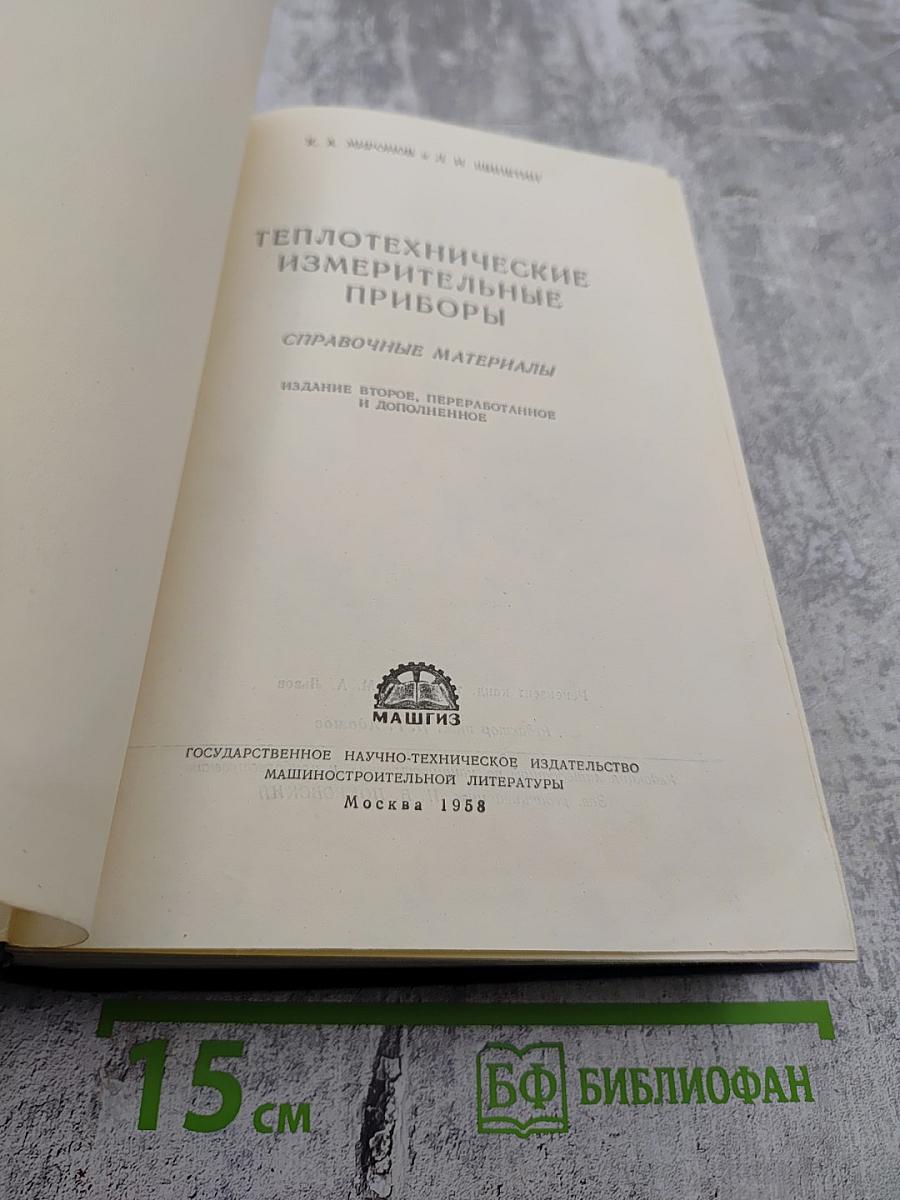 ТЕПЛОТЕХНИЧЕСКИЕ
ИЗМЕРИТЕЛЬНЫЕ
ПРИБОРЫ
СПРАВОЧНЫЕ МАТЕРИАЛЫ
ИЗДАНИЕ ВТОРОЕ, ПЕРЕРАБОТАННОЕ
И ДОПОЛНЕННОЕ
МАШГИЗ
ГОСУДАРСТВЕННОЕ НАУЧНО-ТЕХНИЧЕСКОЕ ИЗДАТЕЛЬСТВО
МАШИНОСТРОИТЕЛЬНОЙ ЛИТЕРАТУРЫ
Москва 1958
15 см
БФ БИБЛИОФАН